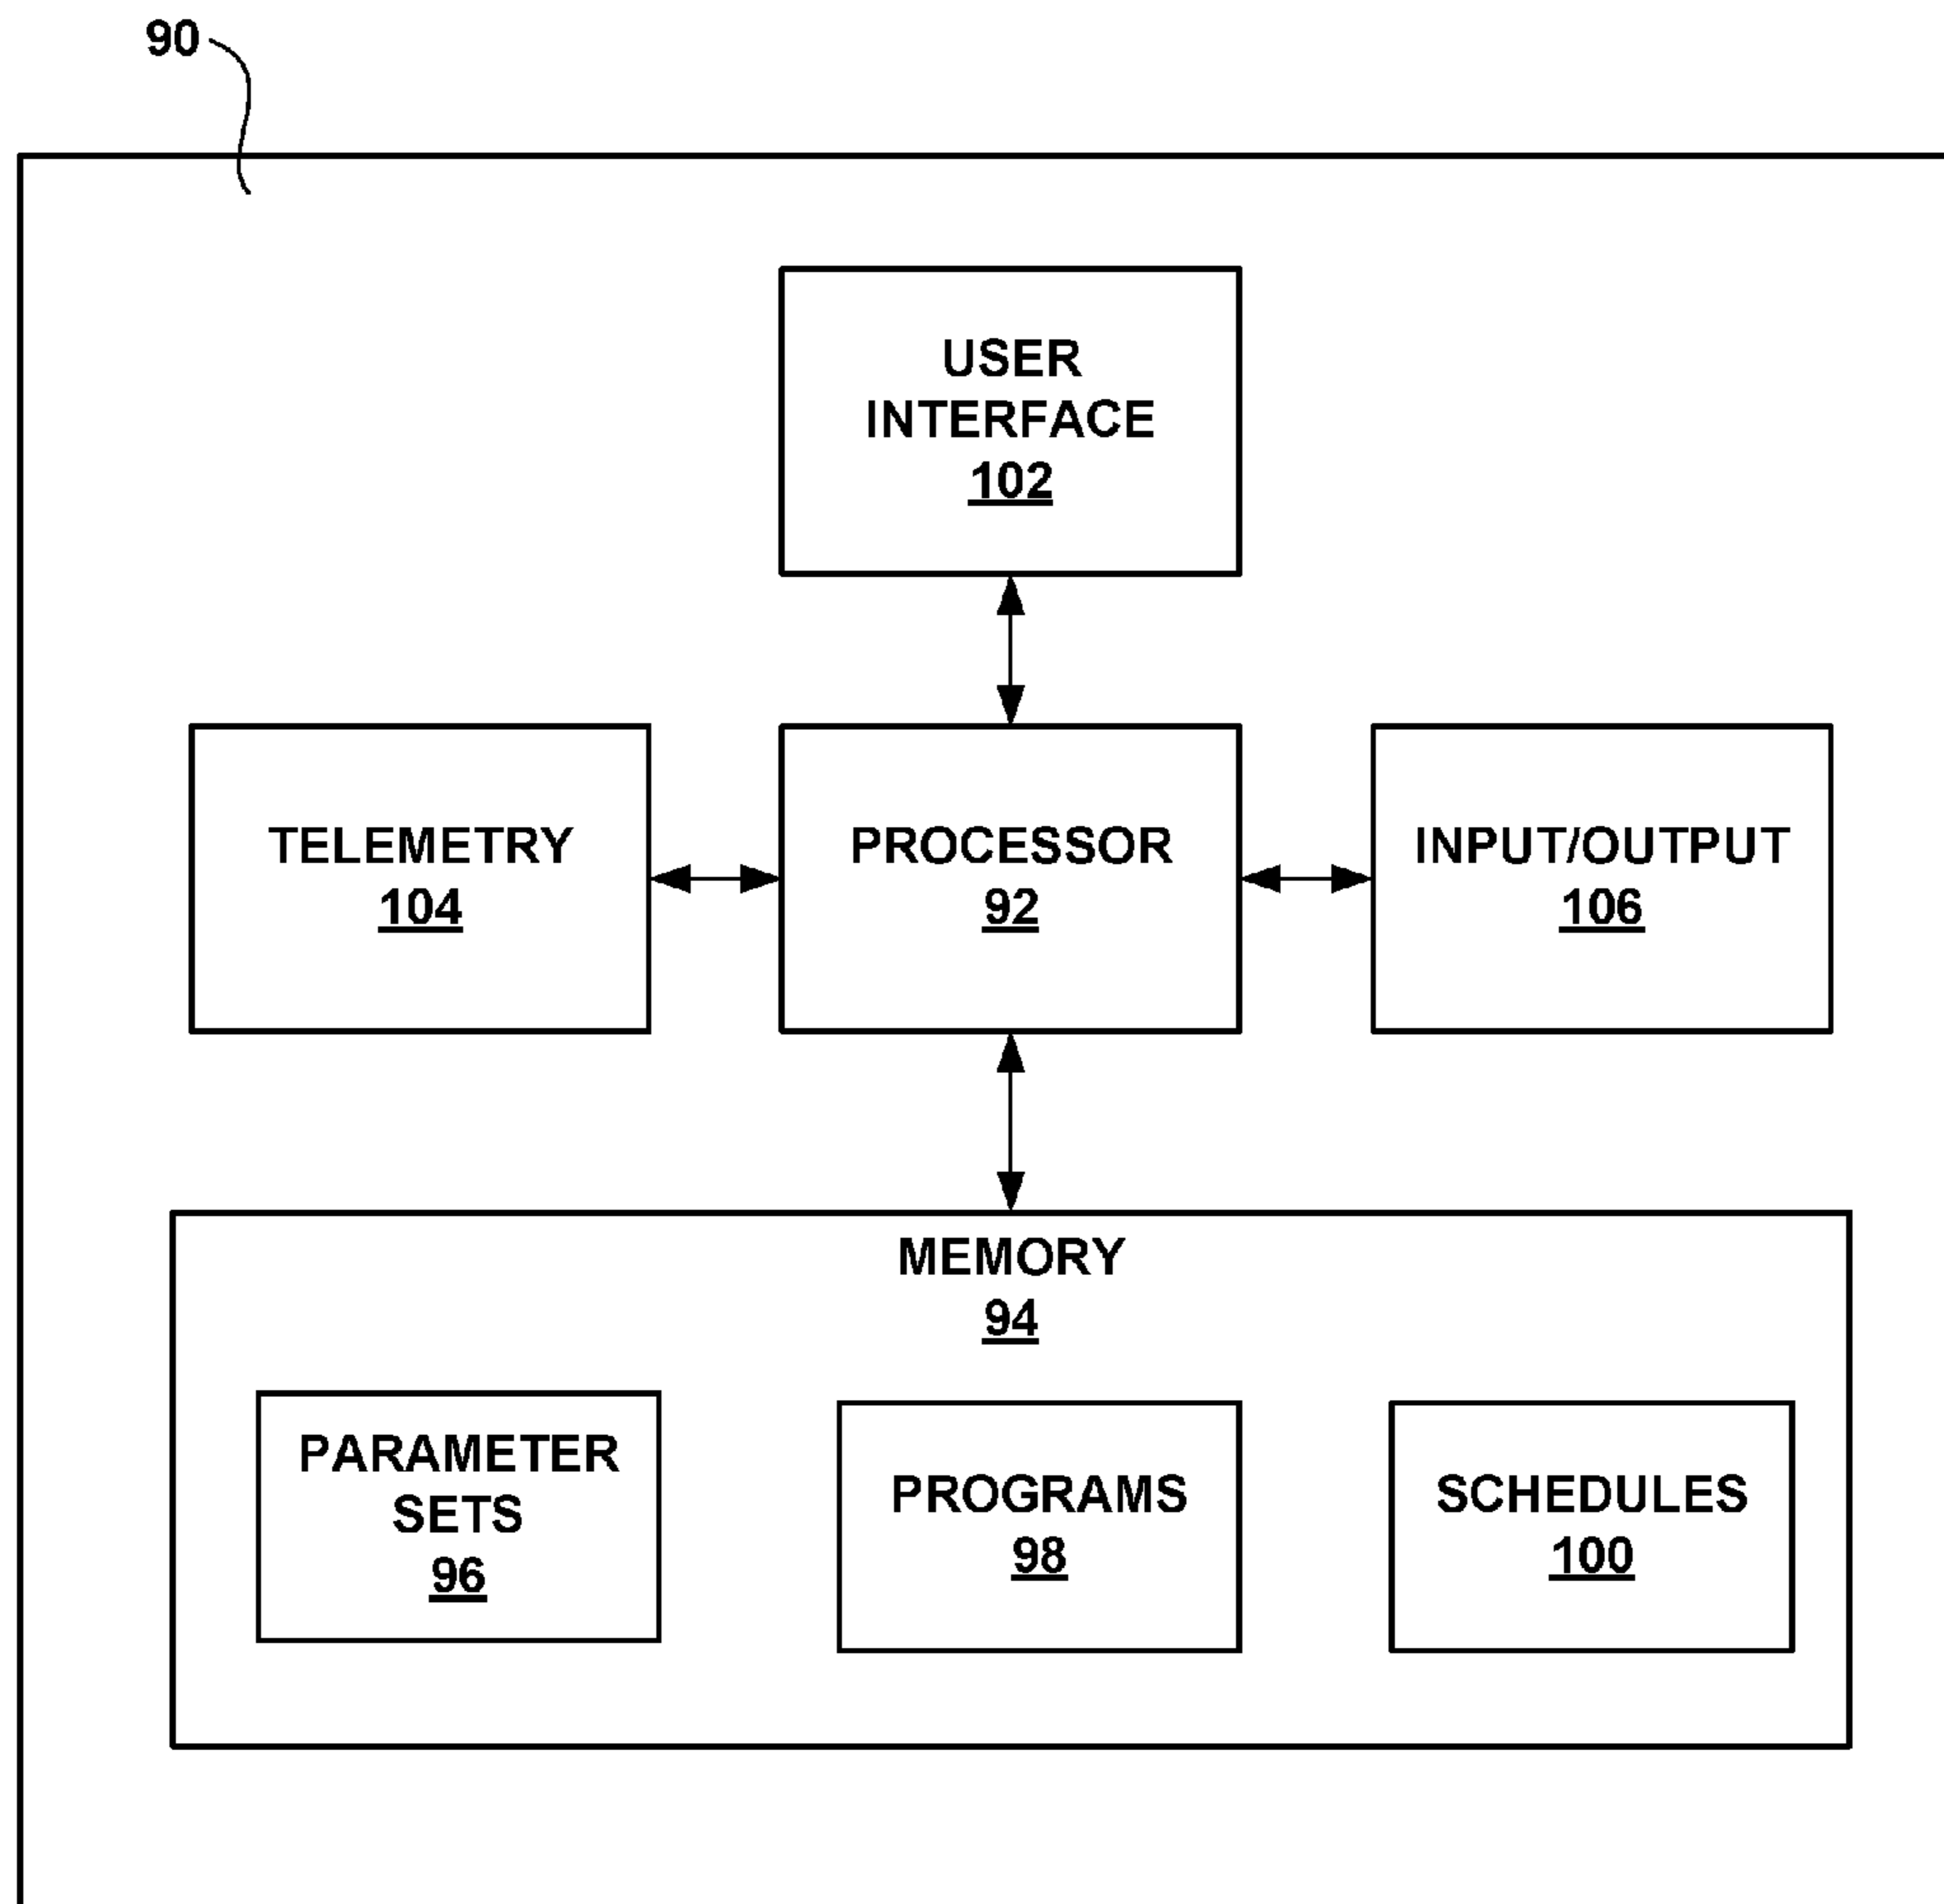 90
USER
INTERFACE
102
TELEMETRY
104
PROCESSOR
92
INPUT/OUTPUT
106
MEMORY
94
PARAMETER
SETS
96
PROGRAMS
98
SCHEDULES
100